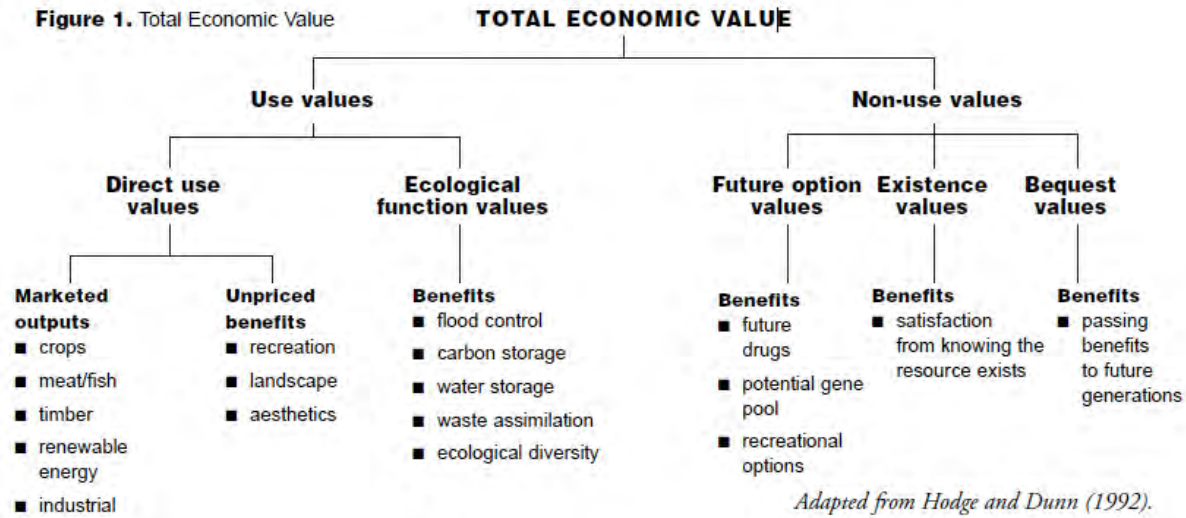 Figure 1. Total Economic Value
TOTAL ECONOMIC VALUE
Use values
Non-use values
Direct use
values
Ecological
function values
Future option
values
Existence
values
Bequest
values
Marketed
outputs
■ crops
■ meat/fish
■ timber
■ renewable
energy
■ industrial
Unpriced
benefits
■ recreation
■ landscape
■ aesthetics
Benefits
■ flood control
■ carbon storage
■ water storage
■ waste assimilation
■ ecological diversity
Benefits
■ future
drugs
■ potential gene
pool
■ recreational
options
Benefits
■ satisfaction
from knowing the
resource exists
Benefits
■ passing
benefits
to future
generations
Adapted from Hodge and Dunn (1992).